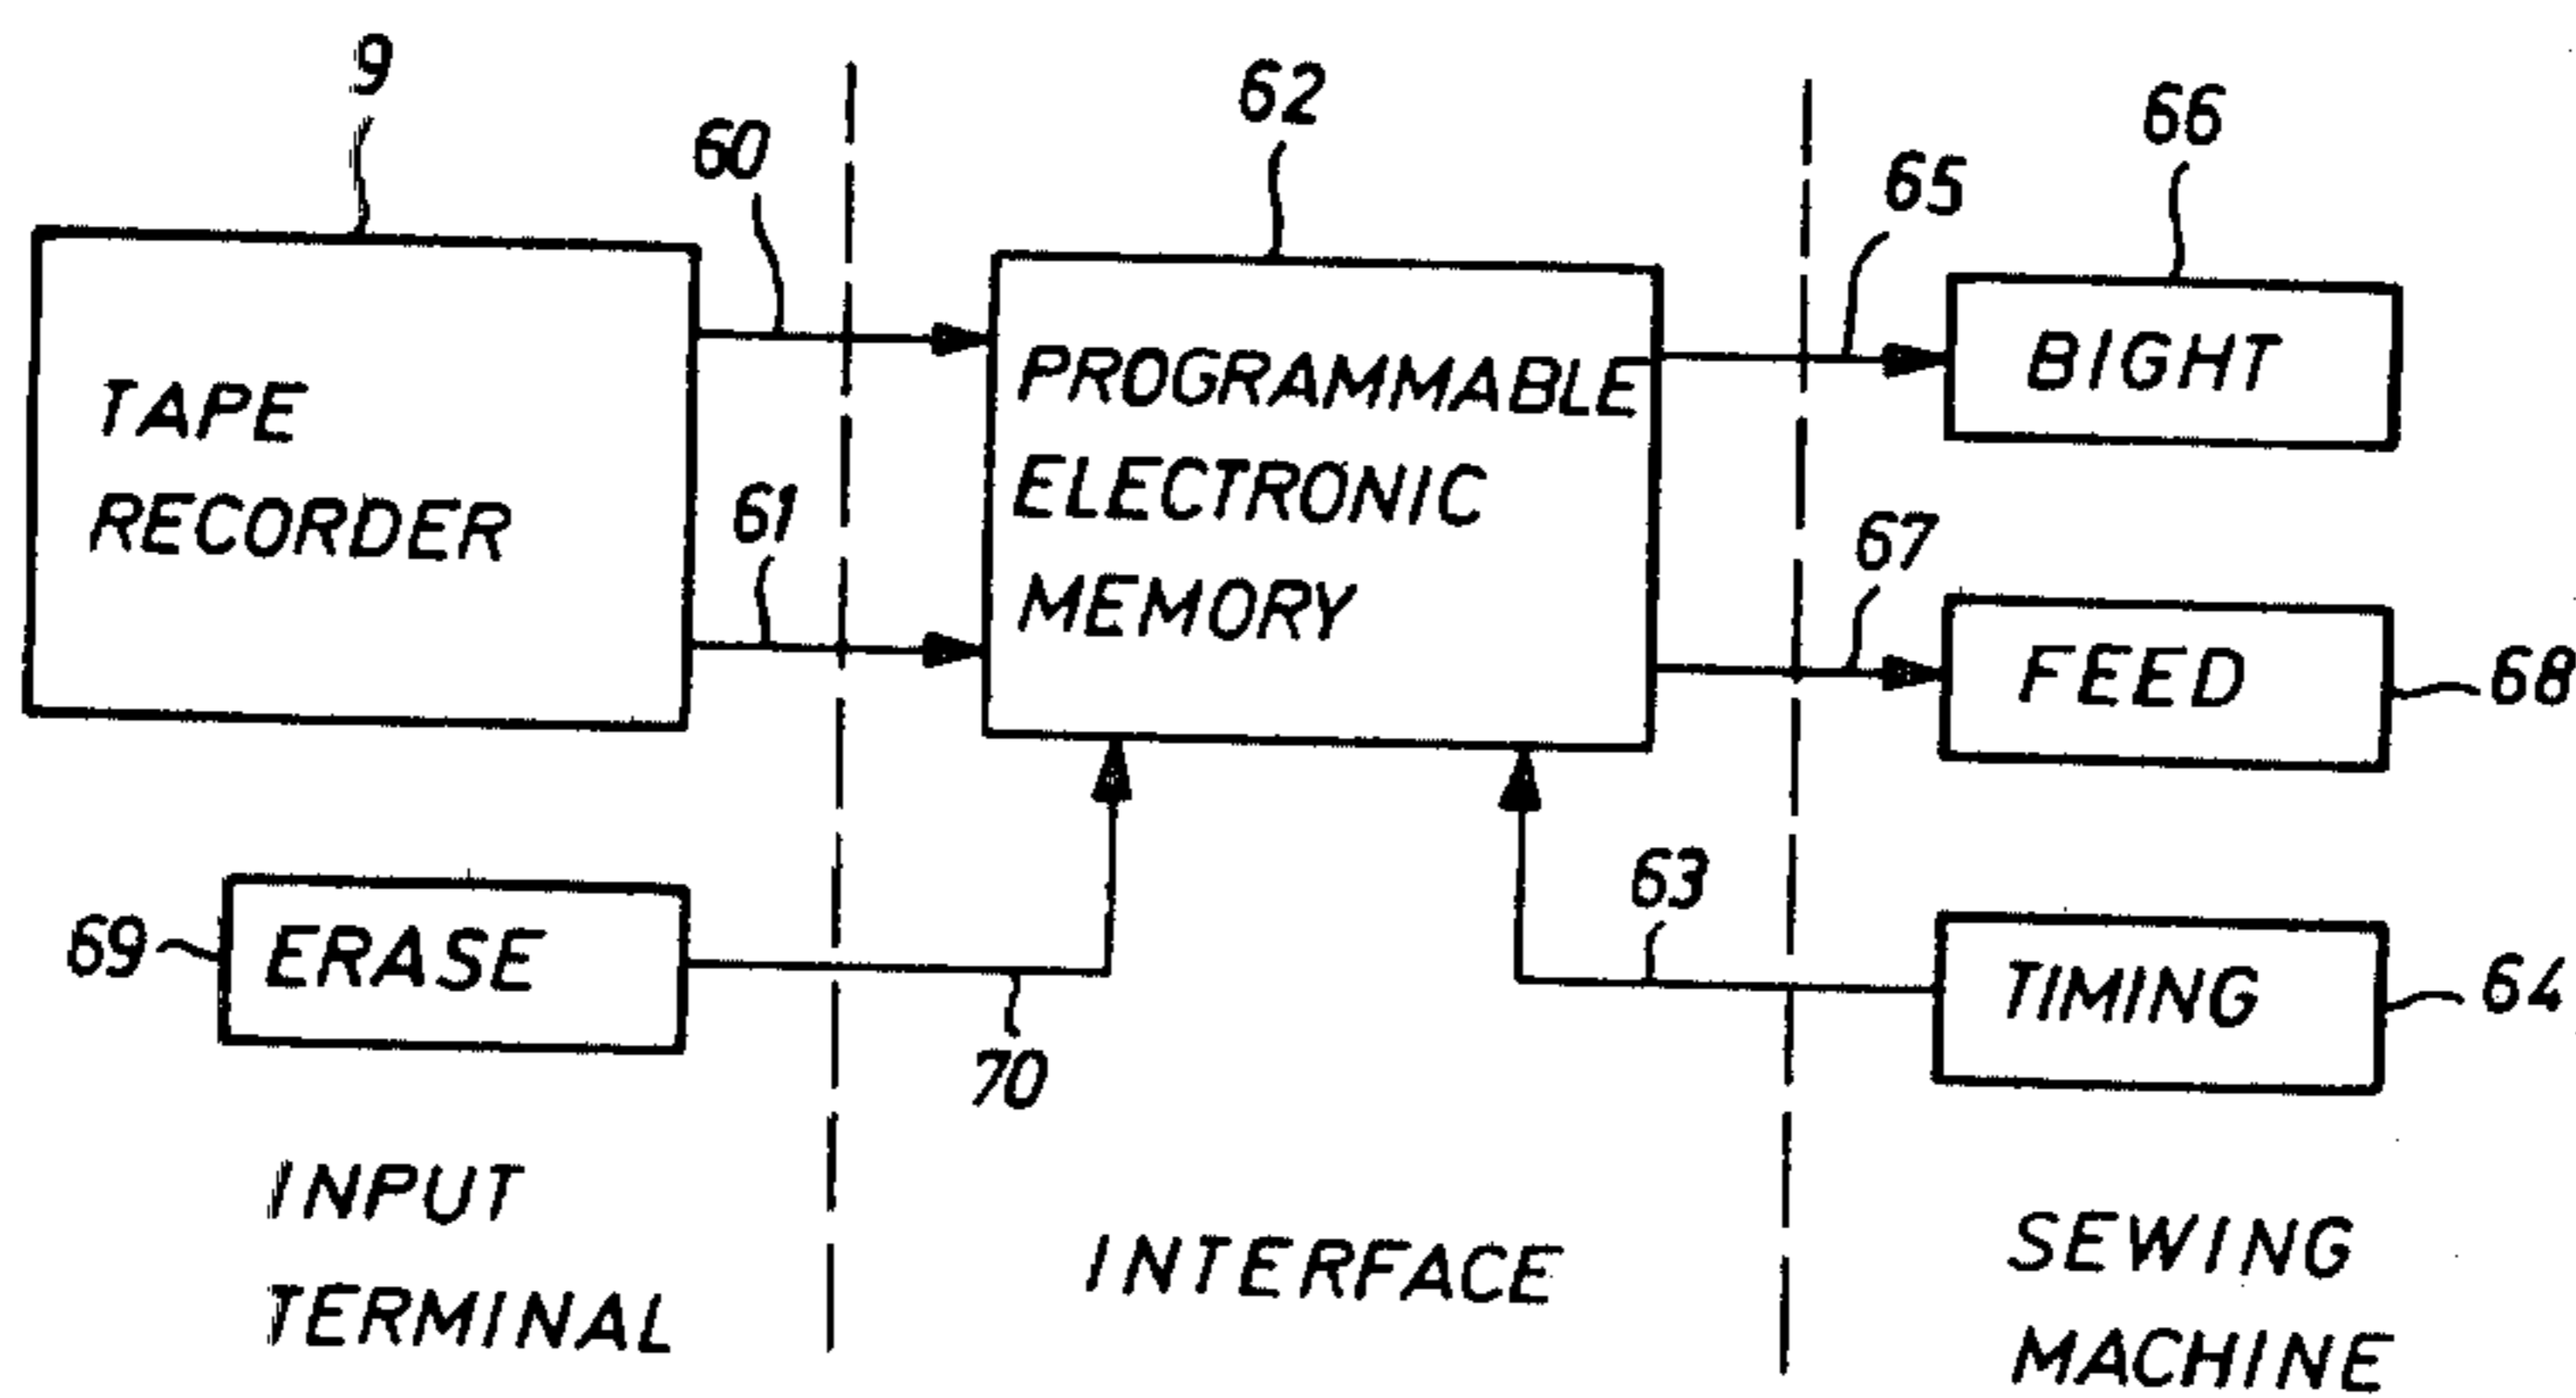 9
60
62
65
66
TAPE
RECORDER
61
PROGRAMMABLE
ELECTRONIC
MEMORY
BIGHT
67
FEED
68
69
ERASE
70
63
TIMING
64
INPUT
TERMINAL
INTERFACE
SEWING
MACHINE